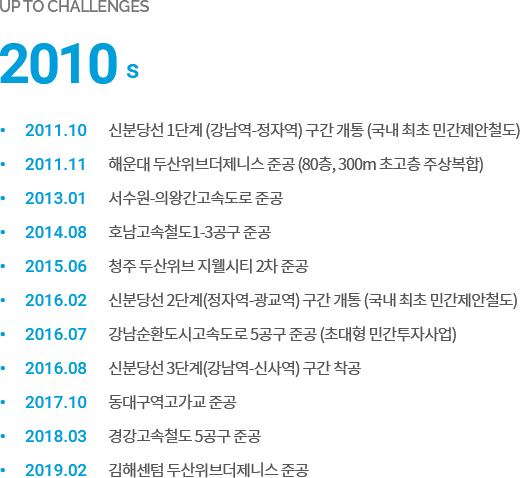 UP TO CHALLENGES
2010 s
• 2011.10 신분당선 1단계 (강남역-정자역) 구간 개통 (국내 최초 민간제안철도)
• 2011.11 해운대 두산위브더제니스 준공 (80층, 300m 초고층 주상복합)
• 2013.01 서수원-의왕간고속도로 준공
• 2014.08 호남고속철도1-3공구 준공
• 2015.06 청주 두산위브 지웰시티 2차 준공
• 2016.02 신분당선 2단계(정자역-광교역) 구간 개통 (국내 최초 민간제안철도)
• 2016.07 강남순환도시고속도로 5공구 준공 (초대형 민간투자사업)
• 2016.08 신분당선 3단계(강남역-신사역) 구간 착공
• 2017.10 동대구역고가교 준공
• 2018.03 경강고속철도 5공구 준공
• 2019.02 김해센텀 두산위브더제니스 준공